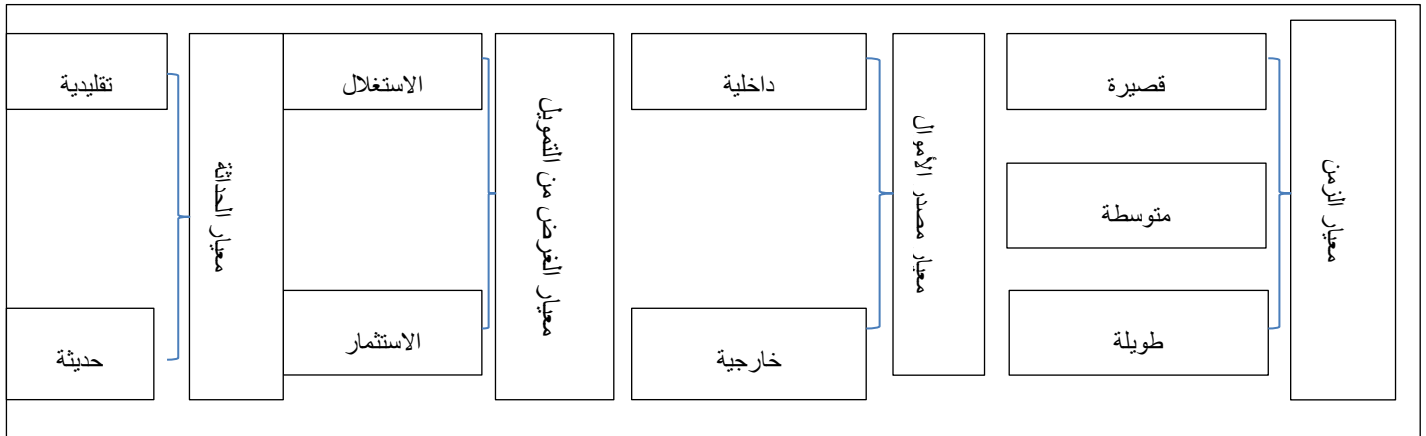 معيار الزمن
قصيرة
متوسطة
طويلة
معيار مصدر الأموال
داخلية
خارجية
معيار الغرض من التمويل
الاستغلال
الاستثمار
معيار الحداثة
تقليدية
حديثة